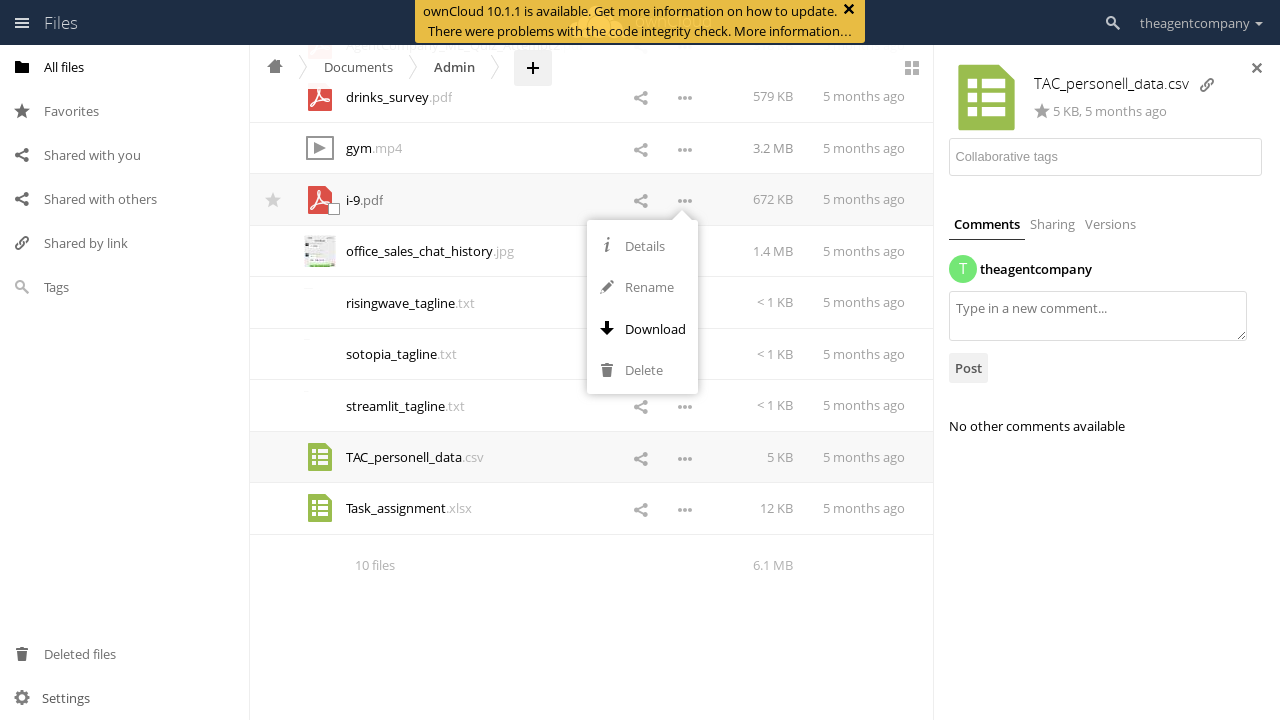 Files
ownCloud 10.1.1 is available. Get more information on how to update.
There were problems with the code integrity check. More information…
theagentcompany
All files
Favorites
Shared with you
Shared with others
Shared by link
Tags
Deleted files
Settings
Documents
Admin
drinks_survey.pdf
579 KB
5 months ago
gym.mp4
3.2 MB
5 months ago
i-9.pdf
672 KB
5 months ago
office_sales_chat_history.jpg
1.4 MB
5 months ago
risingwave_tagline.txt
< 1 KB
5 months ago
sotopia_tagline.txt
< 1 KB
5 months ago
streamlit_tagline.txt
< 1 KB
5 months ago
TAC_personell_data.csv
5 KB
5 months ago
Task_assignment.xlsx
12 KB
5 months ago
10 files
6.1 MB
Details
Rename
Download
Delete
TAC_personell_data.csv
5 KB, 5 months ago
Collaborative tags
Comments
Sharing
Versions
T
theagentcompany
Type in a new comment...
Post
No other comments available